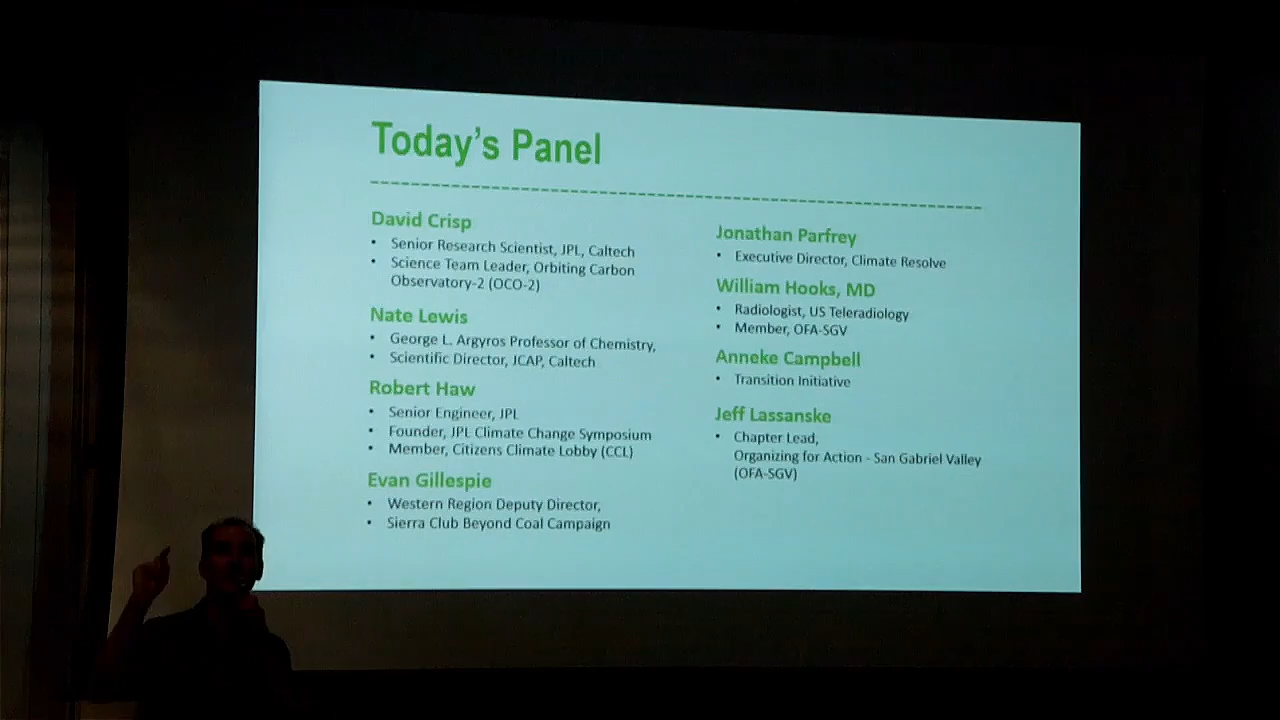 Today's Panel
David Crisp
• Senior Research Scientist, JPL, Caltech
• Science Team Leader, Orbiting Carbon
Observatory-2 (OCO-2)
Nate Lewis
• George L. Argyros Professor of Chemistry,
• Scientific Director, JCAP, Caltech
Robert Haw
• Senior Engineer, JPL
• Founder, JPL Climate Change Symposium
• Member, Citizens Climate Lobby (CCL)
Evan Gillespie
• Western Region Deputy Director,
• Sierra Club Beyond Coal Campaign
Jonathan Parfrey
• Executive Director, Climate Resolve
William Hooks, MD
• Radiologist, US Teleradiology
• Member, OFA-SGV
Anneke Campbell
• Transition Initiative
Jeff Lassanske
• Chapter Lead,
Organizing for Action - San Gabriel Valley
(OFA-SGV)